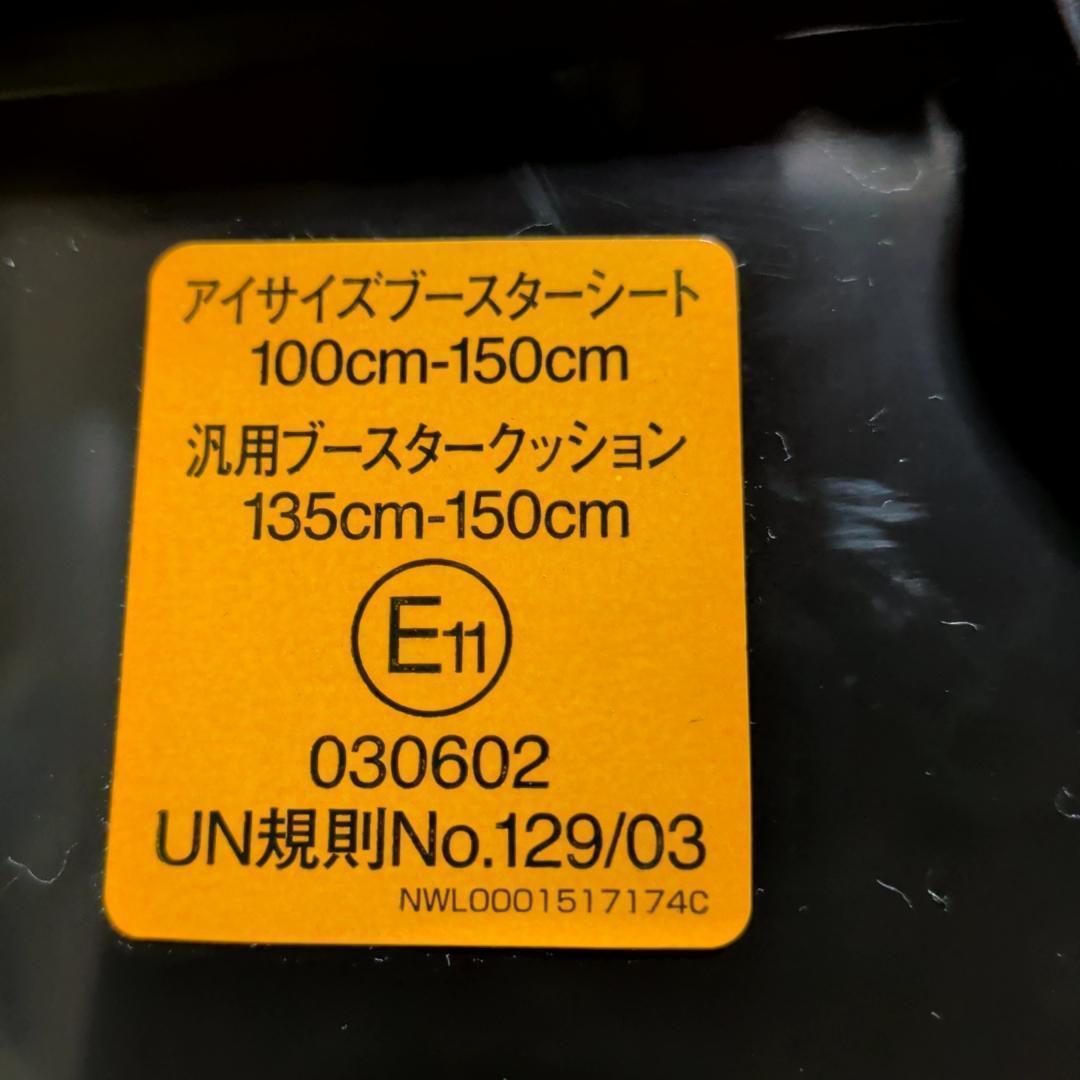 アイサイズブースターシート
100cm-150cm
汎用ブースタークッション
135cm-150cm
E11
030602
UN規則No.129/03
NWL0001517174C